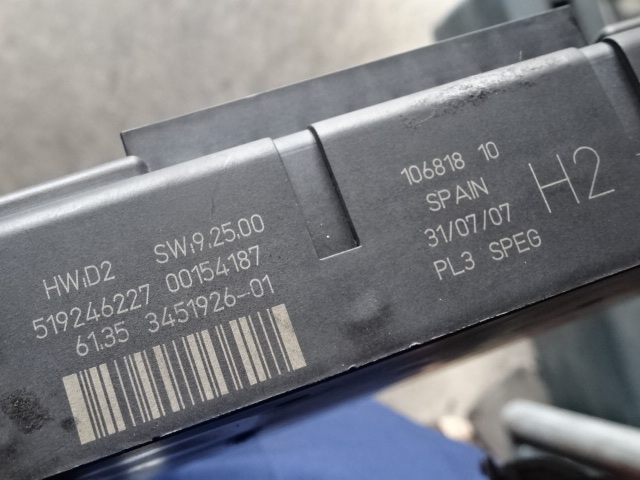 HW:D2 SW:9.25.00
519246227 00154187
61.35 3451926-01
106818 10
SPAIN
31/07/07
PL3 SPEG
H2